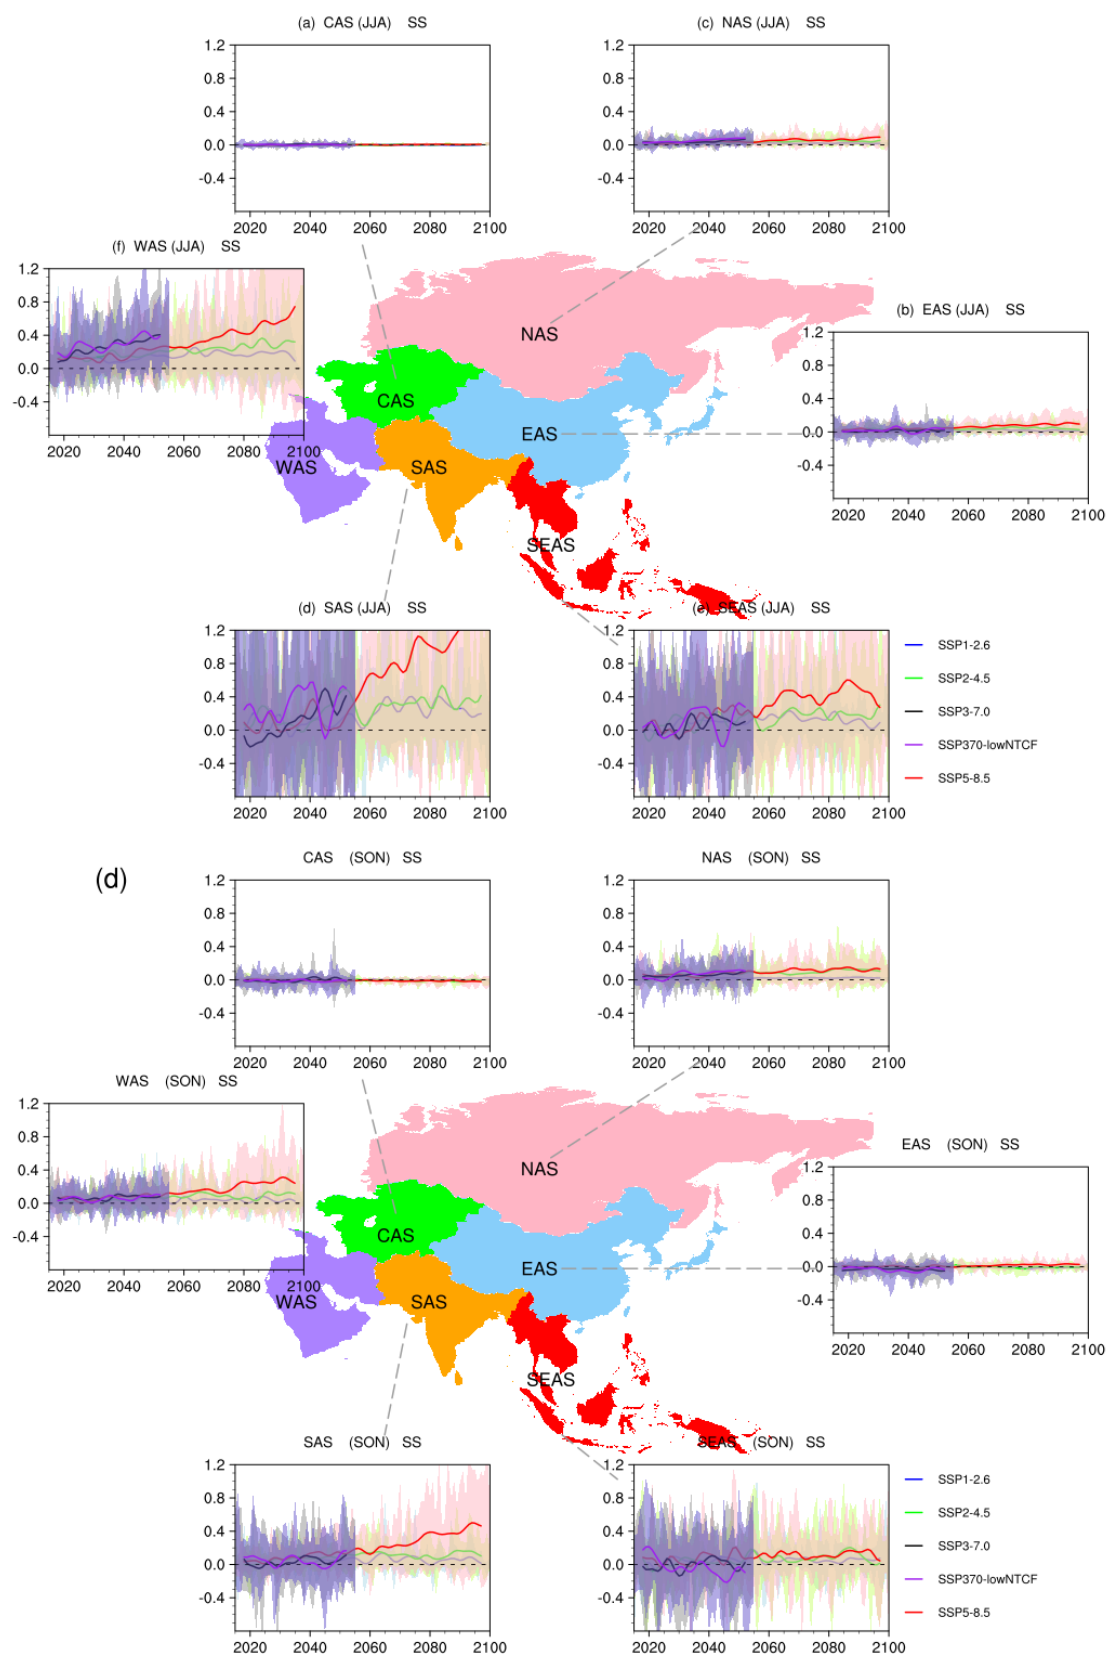 (a) CAS (JJA) SS
(c) NAS (JJA) SS
1.2
0.8
0.4
0.0
-0.4
2020 2040 2060 2080 2100
1.2
0.8
0.4
0.0
-0.4
2020 2040 2060 2080 2100
(f) WAS (JJA) SS
1.2
0.8
0.4
0.0
-0.4
2020 2040 2060 2080 2100
(b) EAS (JJA) SS
1.2
0.8
0.4
0.0
-0.4
2020 2040 2060 2080 2100
NAS
CAS
EAS
WAS
SAS
SEAS
(d) SAS (JJA) SS
(e) SEAS (JJA) SS
1.2
0.8
0.4
0.0
-0.4
2020 2040 2060 2080 2100
1.2
0.8
0.4
0.0
-0.4
2020 2040 2060 2080 2100
SSP1-2.6
SSP2-4.5
SSP3-7.0
SSP370-lowNTCF
SSP5-8.5
(d)
CAS (SON) SS
NAS (SON) SS
1.2
0.8
0.4
0.0
-0.4
2020 2040 2060 2080 2100
1.2
0.8
0.4
0.0
-0.4
2020 2040 2060 2080 2100
WAS (SON) SS
1.2
0.8
0.4
0.0
-0.4
2020 2040 2060 2080 2100
EAS (SON) SS
1.2
0.8
0.4
0.0
-0.4
2020 2040 2060 2080 2100
NAS
CAS
EAS
WAS
SAS
SEAS
SAS (SON) SS
SEAS (SON) SS
1.2
0.8
0.4
0.0
-0.4
2020 2040 2060 2080 2100
1.2
0.8
0.4
0.0
-0.4
2020 2040 2060 2080 2100
SSP1-2.6
SSP2-4.5
SSP3-7.0
SSP370-lowNTCF
SSP5-8.5